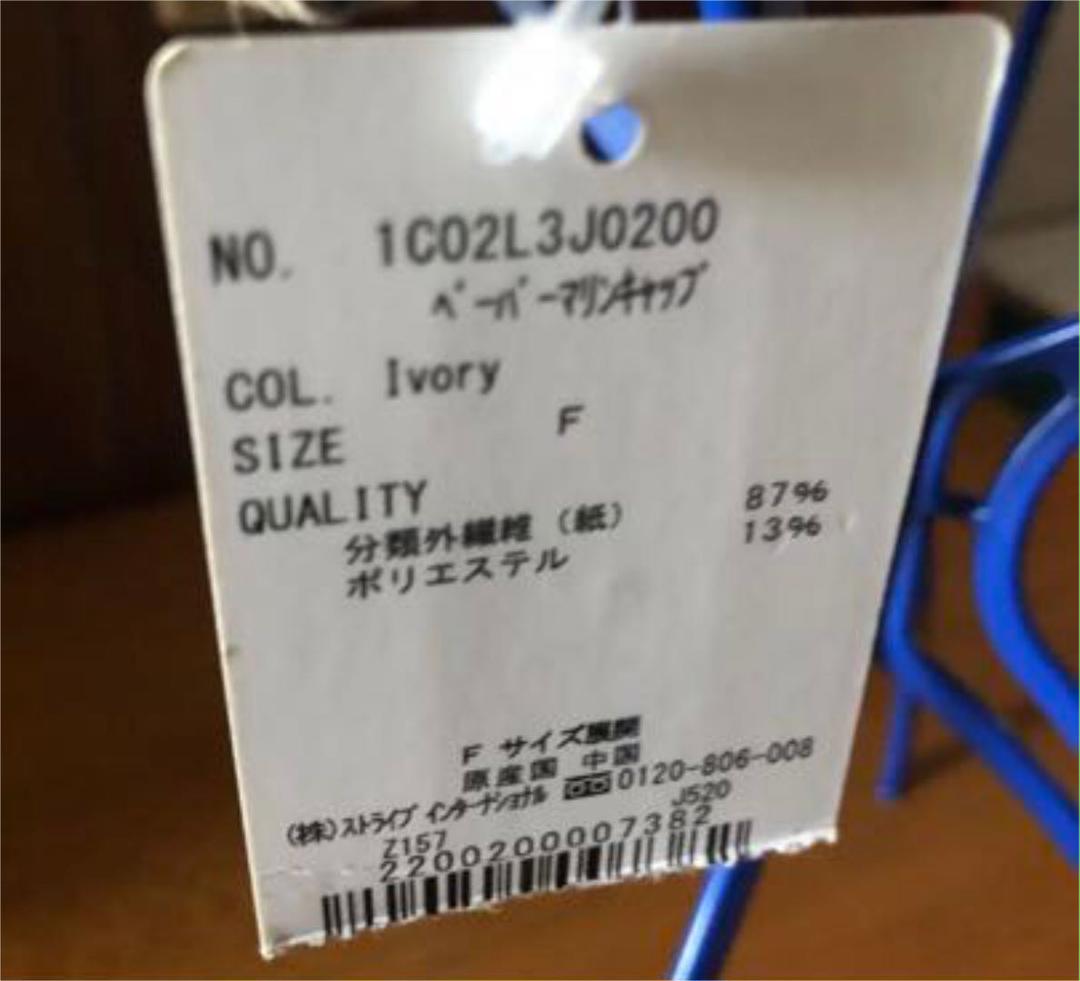 NO. 1C02L3J0200
ペーパーマリンキャップ
COL. Ivory
SIZE F
QUALITY
分類外繊維（紙） 87%
ポリエステル 13%
F サイズ展開
原産国 中国
(株)ストライプ インターナショナル 0120-806-008
Z157 J520
2200200007382